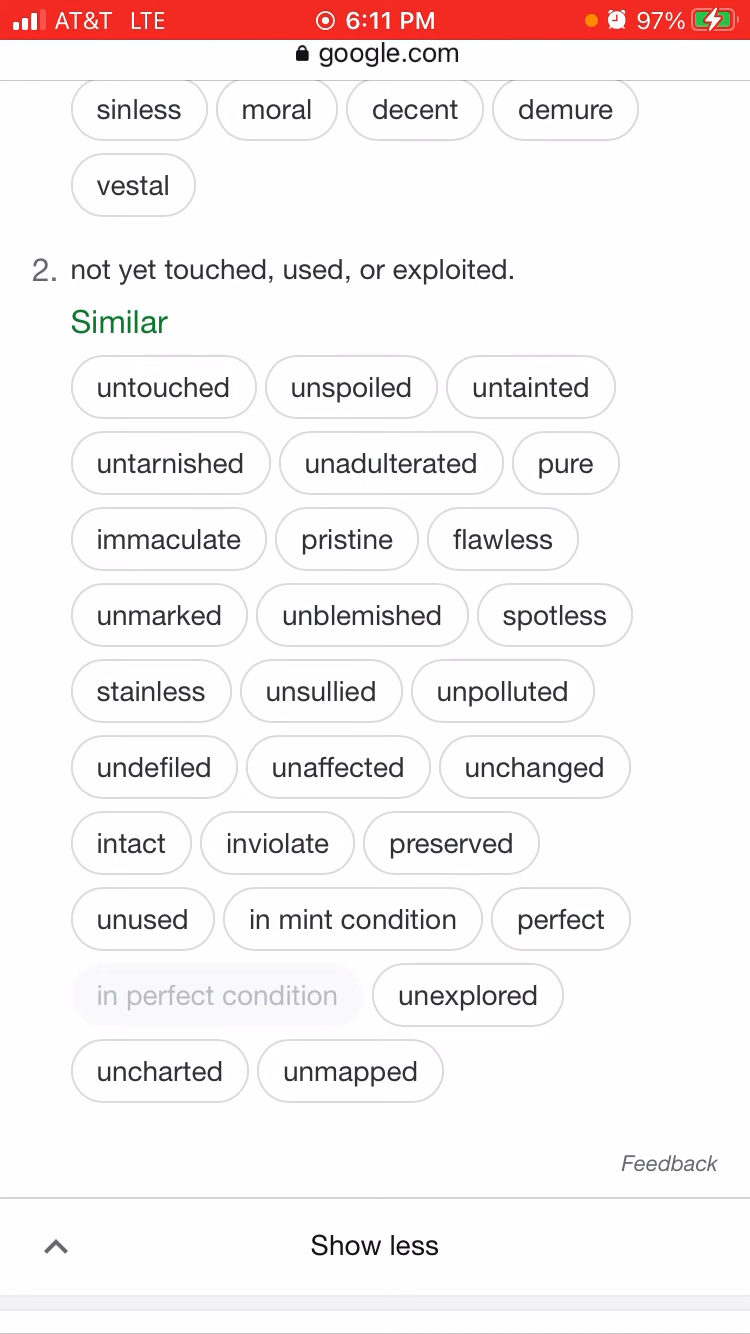 AT&T LTE 6:11 PM 97%
google.com
sinless moral decent demure
vestal
2. not yet touched, used, or exploited.
Similar
untouched unspoiled untainted
untarnished unadulterated pure
immaculate pristine flawless
unmarked unblemished spotless
stainless unsullied unpolluted
undefiled unaffected unchanged
intact inviolate preserved
unused in mint condition perfect
in perfect condition unexplored
uncharted unmapped
Feedback
Show less